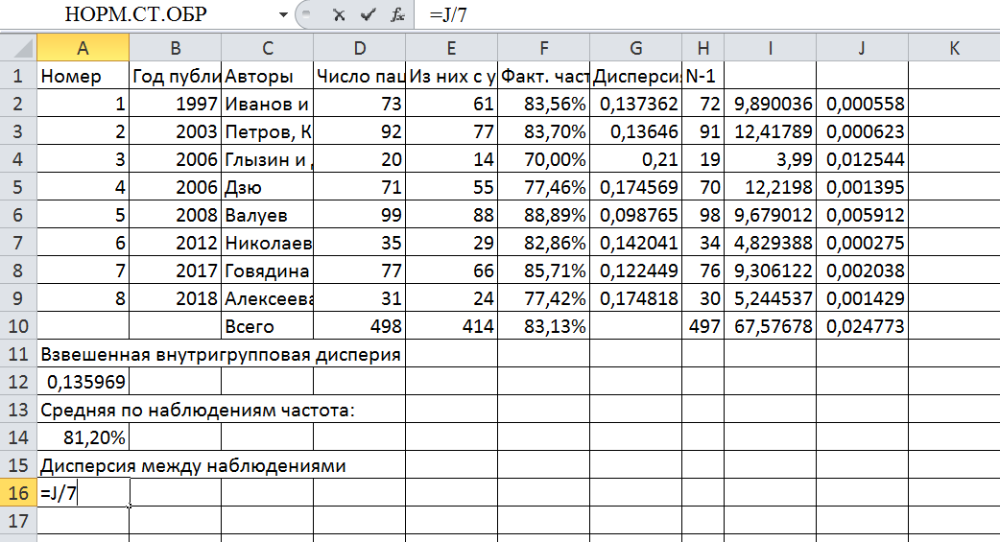 НОРМ.СТ.ОБР =J/7
A B C D E F G H I J K
1 Номер Год публи Авторы Число пац Из них с у Факт. част Дисперсия N-1
2 1 1997 Иванов и 73 61 83,56% 0,137362 72 9,890036 0,000558
3 2 2003 Петров, К 92 77 83,70% 0,13646 91 12,41789 0,000623
4 3 2006 Глызин и 20 14 70,00% 0,21 19 3,99 0,012544
5 4 2006 Дзю 71 55 77,46% 0,174569 70 12,2198 0,001395
6 5 2008 Валуев 99 88 88,89% 0,098765 98 9,679012 0,005912
7 6 2012 Николаев 35 29 82,86% 0,142041 34 4,829388 0,000275
8 7 2017 Говядина 77 66 85,71% 0,122449 76 9,306122 0,002038
9 8 2018 Алексеева 31 24 77,42% 0,174818 30 5,244537 0,001429
10 Всего 498 414 83,13% 497 67,57678 0,024773
11 Взвешенная внутригрупповая дисперия
12 0,135969
13 Средняя по наблюдениям частота:
14 81,20%
15 Дисперсия между наблюдениями
16 =J/7
17